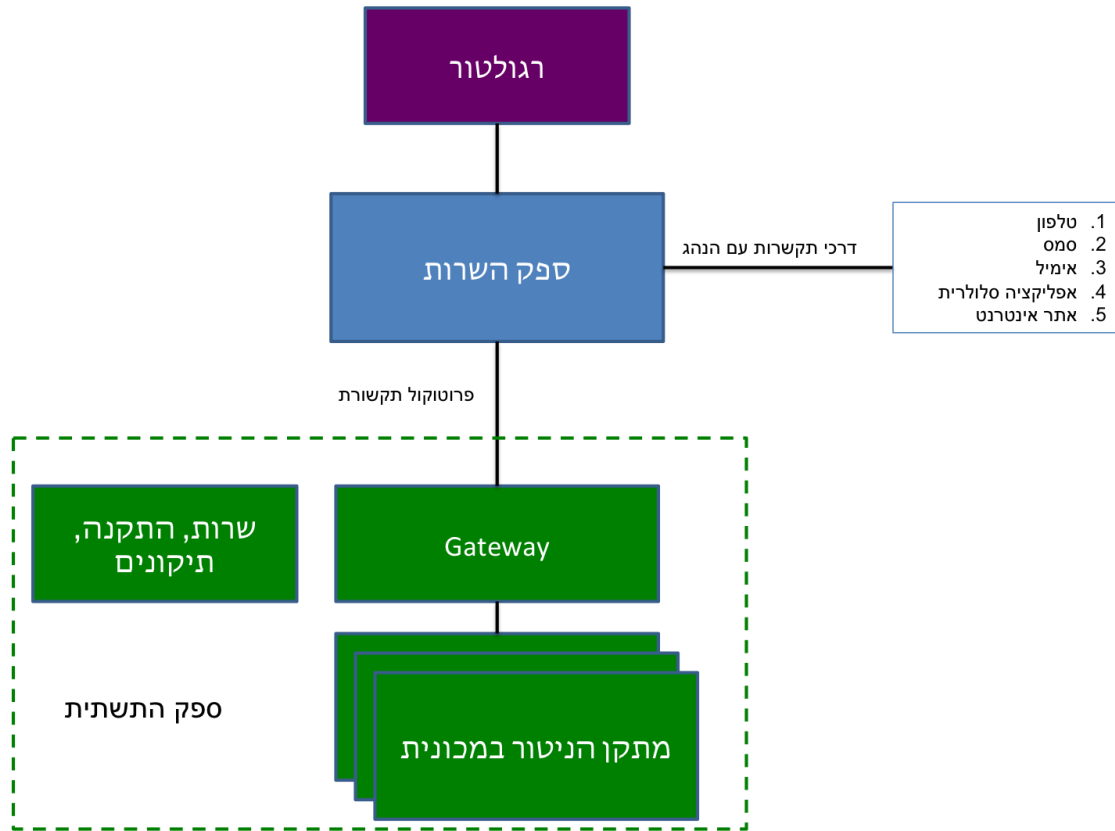 רגולטור
ספק השרות
דרכי תקשרות עם הנהג
1. טלפון
2. סמס
3. אימיל
4. אפליקציה סלולרית
5. אתר אינטרנט
פרוטוקול תקשורת
שרות, התקנה,
תיקונים
Gateway
ספק התשתית
מתקן הניטור במכונית